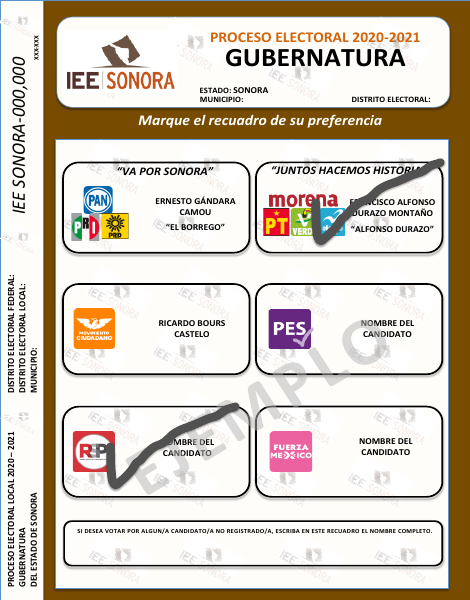 PROCESO ELECTORAL 2020-2021
GUBERNATURA
IEE SONORA
ESTADO: SONORA
MUNICIPIO:
DISTRITO ELECTORAL:
Marque el recuadro de su preferencia
IEE SONORA-000,000
XXX-XXX
DISTRITO ELECTORAL FEDERAL:
DISTRITO ELECTORAL LOCAL:
MUNICIPIO:
PROCESO ELECTORAL LOCAL 2020 – 2021
GUBERNATURA
DEL ESTADO DE SONORA
“VA POR SONORA”
PAN
PRI
PRD
ERNESTO GÁNDARA
CAMOU
“EL BORREGO”
“JUNTOS HACEMOS HISTORIA
morena
PT
VERDE
FRANCISCO ALFONSO
DURAZO MONTAÑO
“ALFONSO DURAZO”
MOVIMIENTO
CIUDADANO
RICARDO BOURS
CASTELO
PES
NOMBRE DEL
CANDIDATO
RSP
NOMBRE DEL
CANDIDATO
FUERZA
MEXICO
NOMBRE DEL
CANDIDATO
EJEMPLO
SI DESEA VOTAR POR ALGUN/A CANDIDATO/A NO REGISTRADO/A, ESCRIBA EN ESTE RECUADRO EL NOMBRE COMPLETO.